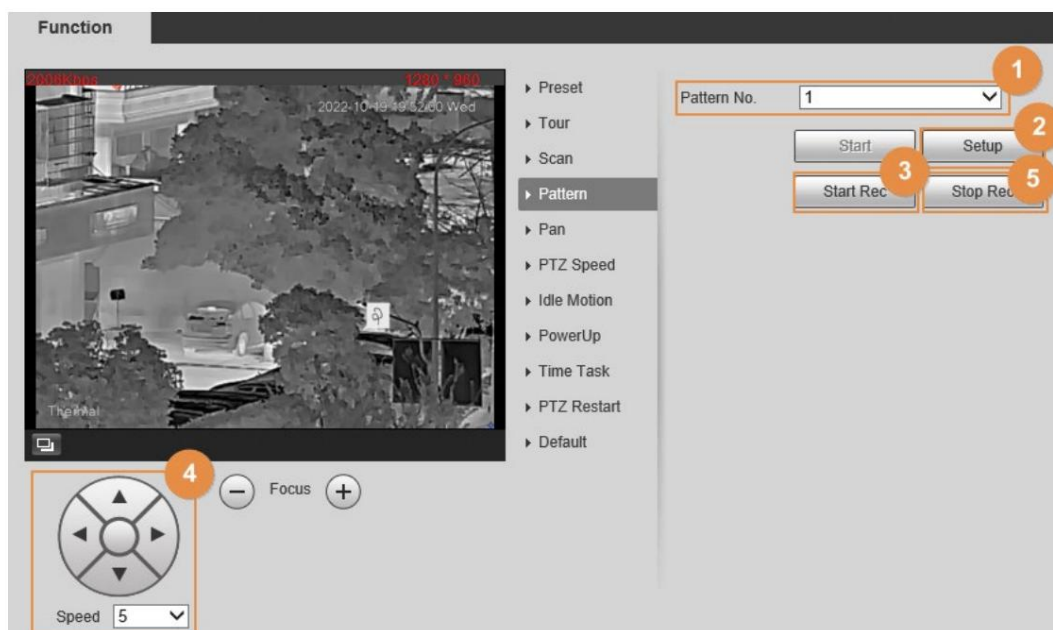 Function
2006Kbps
1280 * 960
2022-10-19 19:52:00 Wed
Thermal
Preset
Tour
Scan
Pattern
Pan
PTZ Speed
Idle Motion
PowerUp
Time Task
PTZ Restart
Default
Pattern No. 1
1
Start
Setup
2
Start Rec
3
Stop Rec
5
4
Focus
Speed 5